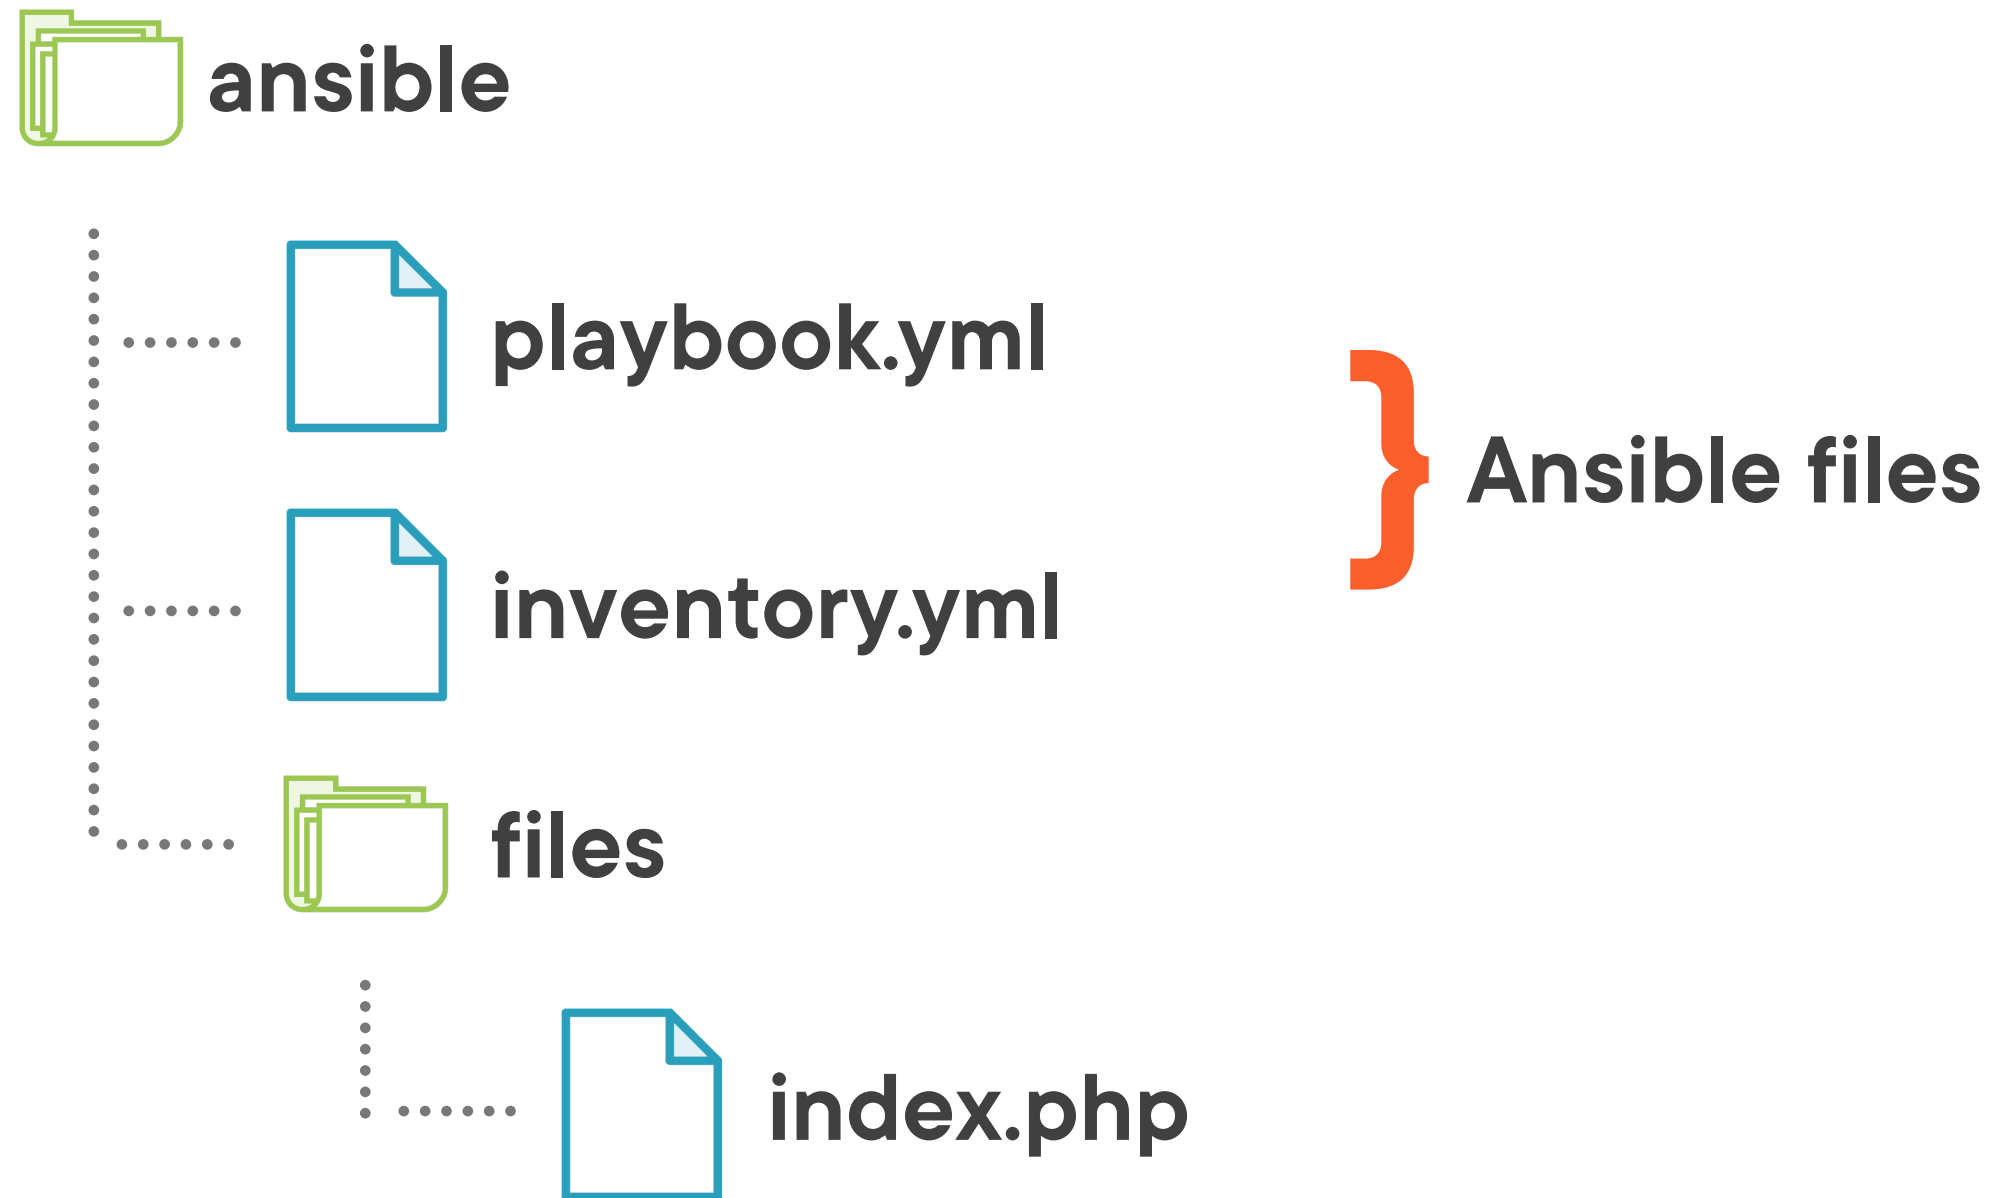 ansible
playbook.yml
Ansible files
inventory.yml
files
index.php